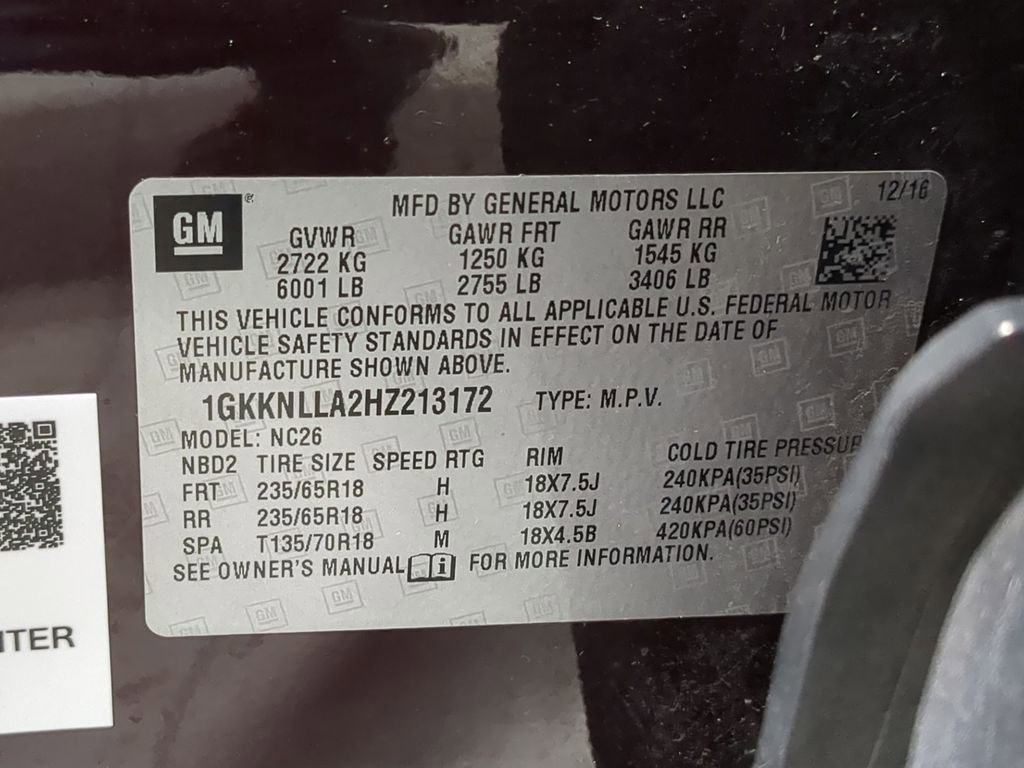 GM
®
MFD BY GENERAL MOTORS LLC
12/16
GVWR GAWR FRT GAWR RR
2722 KG 1250 KG 1545 KG
6001 LB 2755 LB 3406 LB
THIS VEHICLE CONFORMS TO ALL APPLICABLE U.S. FEDERAL MOTOR
VEHICLE SAFETY STANDARDS IN EFFECT ON THE DATE OF
MANUFACTURE SHOWN ABOVE.
1GKKNLLA2HZ213172 TYPE: M.P.V.
MODEL: NC26
NBD2 TIRE SIZE SPEED RTG RIM COLD TIRE PRESSUR
FRT 235/65R18 H 18X7.5J 240KPA(35PSI)
RR 235/65R18 H 18X7.5J 240KPA(35PSI)
SPA T135/70R18 M 18X4.5B 420KPA(60PSI)
SEE OWNER'S MANUAL i FOR MORE INFORMATION.
NTER